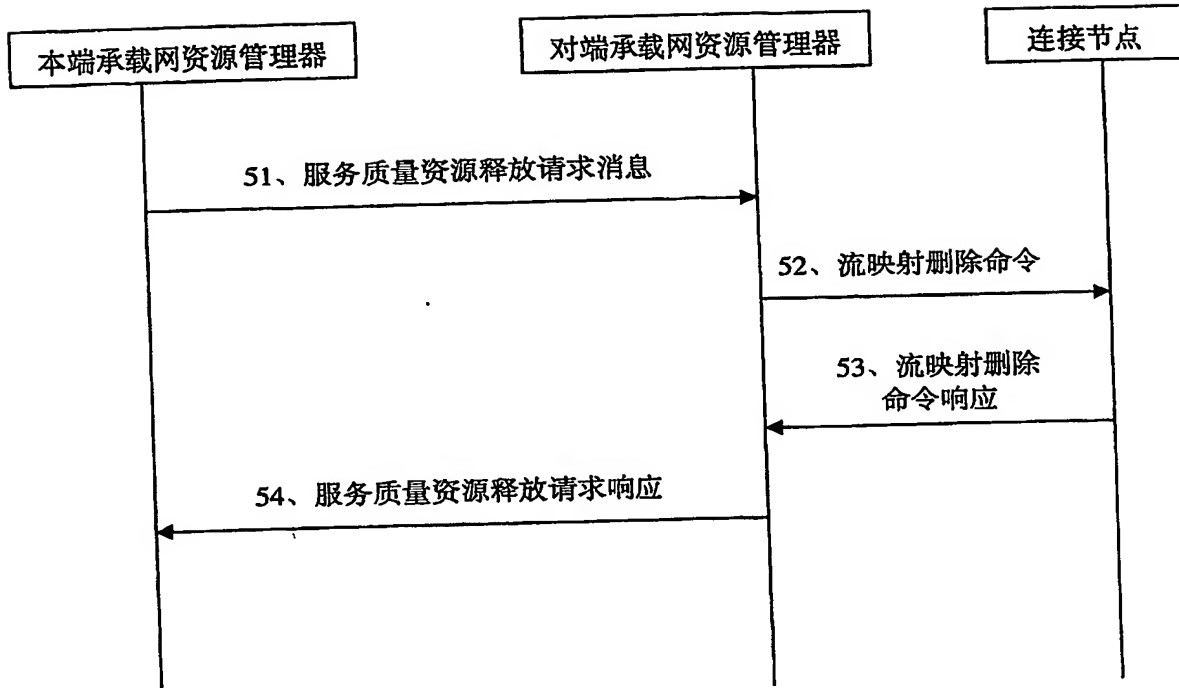 本端承载网资源管理器
对端承载网资源管理器
连接节点
51、服务质量资源释放请求消息
52、流映射删除命令
53、流映射删除
命令响应
54、服务质量资源释放请求响应